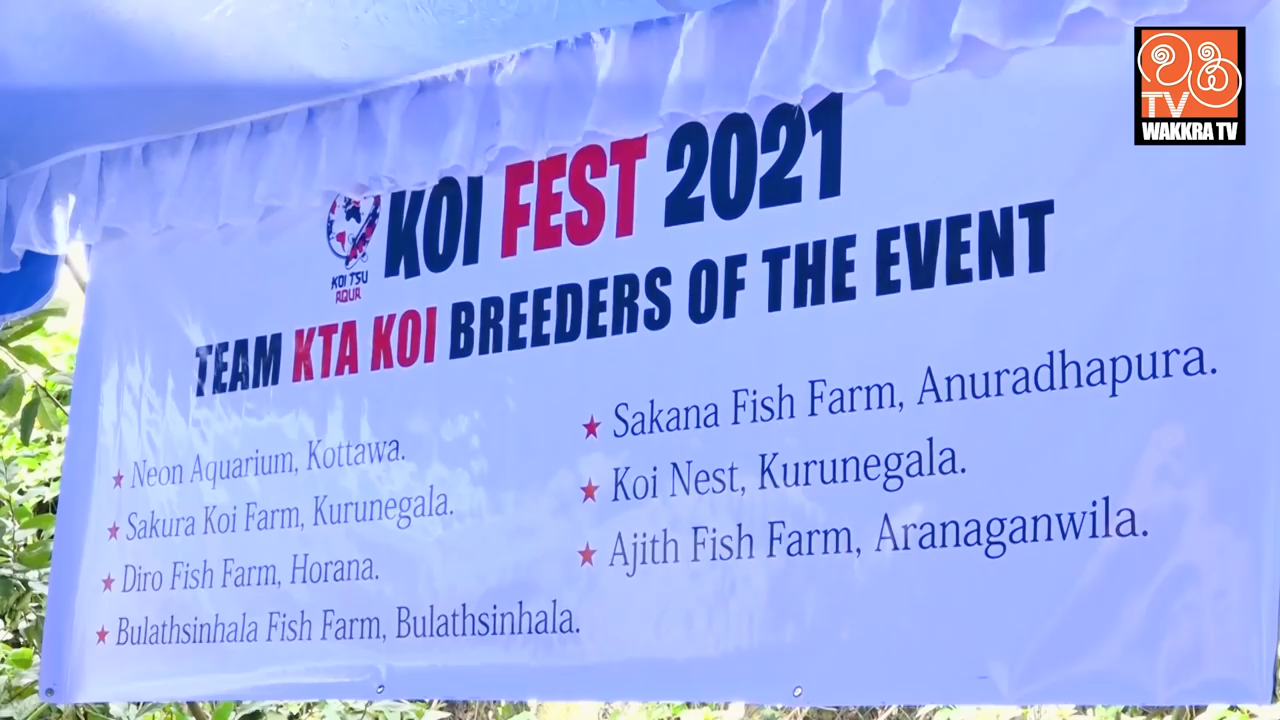 KOI FEST 2021
KOI TSU
AQUA
TEAM KTA KOI BREEDERS OF THE EVENT
★ Neon Aquarium, Kottawa.
★ Sakura Koi Farm, Kurunegala.
★ Diro Fish Farm, Horana.
★ Bulathsinhala Fish Farm, Bulathsinhala.
★ Sakana Fish Farm, Anuradhapura.
★ Koi Nest, Kurunegala.
★ Ajith Fish Farm, Aranaganwila.
TV
WAKKRA TV